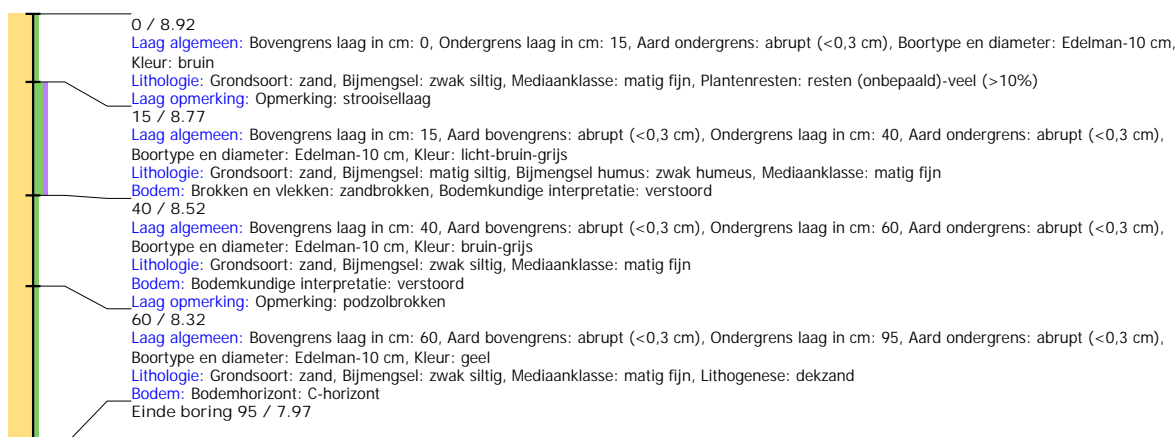 0 / 8.92
Laag algemeen: Bovengrens laag in cm: 0, Ondergrens laag in cm: 15, Aard ondergrens: abrupt (<0,3 cm), Boortype en diameter: Edelman-10 cm,
Kleur: bruin
Lithologie: Grondsoort: zand, Bijmengsel: zwak siltig, Mediaanklasse: matig fijn, Plantenresten: resten (onbepaald)-veel (>10%)
Laag opmerking: Opmerking: strooisellaag
15 / 8.77
Laag algemeen: Bovengrens laag in cm: 15, Aard bovengrens: abrupt (<0,3 cm), Ondergrens laag in cm: 40, Aard ondergrens: abrupt (<0,3 cm),
Boortype en diameter: Edelman-10 cm, Kleur: licht-bruin-grijs
Lithologie: Grondsoort: zand, Bijmengsel: matig siltig, Bijmengsel humus: zwak humeus, Mediaanklasse: matig fijn
Bodem: Brokken en vlekken: zandbrokken, Bodemkundige interpretatie: verstoord
40 / 8.52
Laag algemeen: Bovengrens laag in cm: 40, Aard bovengrens: abrupt (<0,3 cm), Ondergrens laag in cm: 60, Aard ondergrens: abrupt (<0,3 cm),
Boortype en diameter: Edelman-10 cm, Kleur: bruin-grijs
Lithologie: Grondsoort: zand, Bijmengsel: zwak siltig, Mediaanklasse: matig fijn
Bodem: Bodemkundige interpretatie: verstoord
Laag opmerking: Opmerking: podzolbrokken
60 / 8.32
Laag algemeen: Bovengrens laag in cm: 60, Aard bovengrens: abrupt (<0,3 cm), Ondergrens laag in cm: 95, Aard ondergrens: abrupt (<0,3 cm),
Boortype en diameter: Edelman-10 cm, Kleur: geel
Lithologie: Grondsoort: zand, Bijmengsel: zwak siltig, Mediaanklasse: matig fijn, Lithogenese: dekzand
Bodem: Bodemhorizont: C-horizont
Einde boring 95 / 7.97